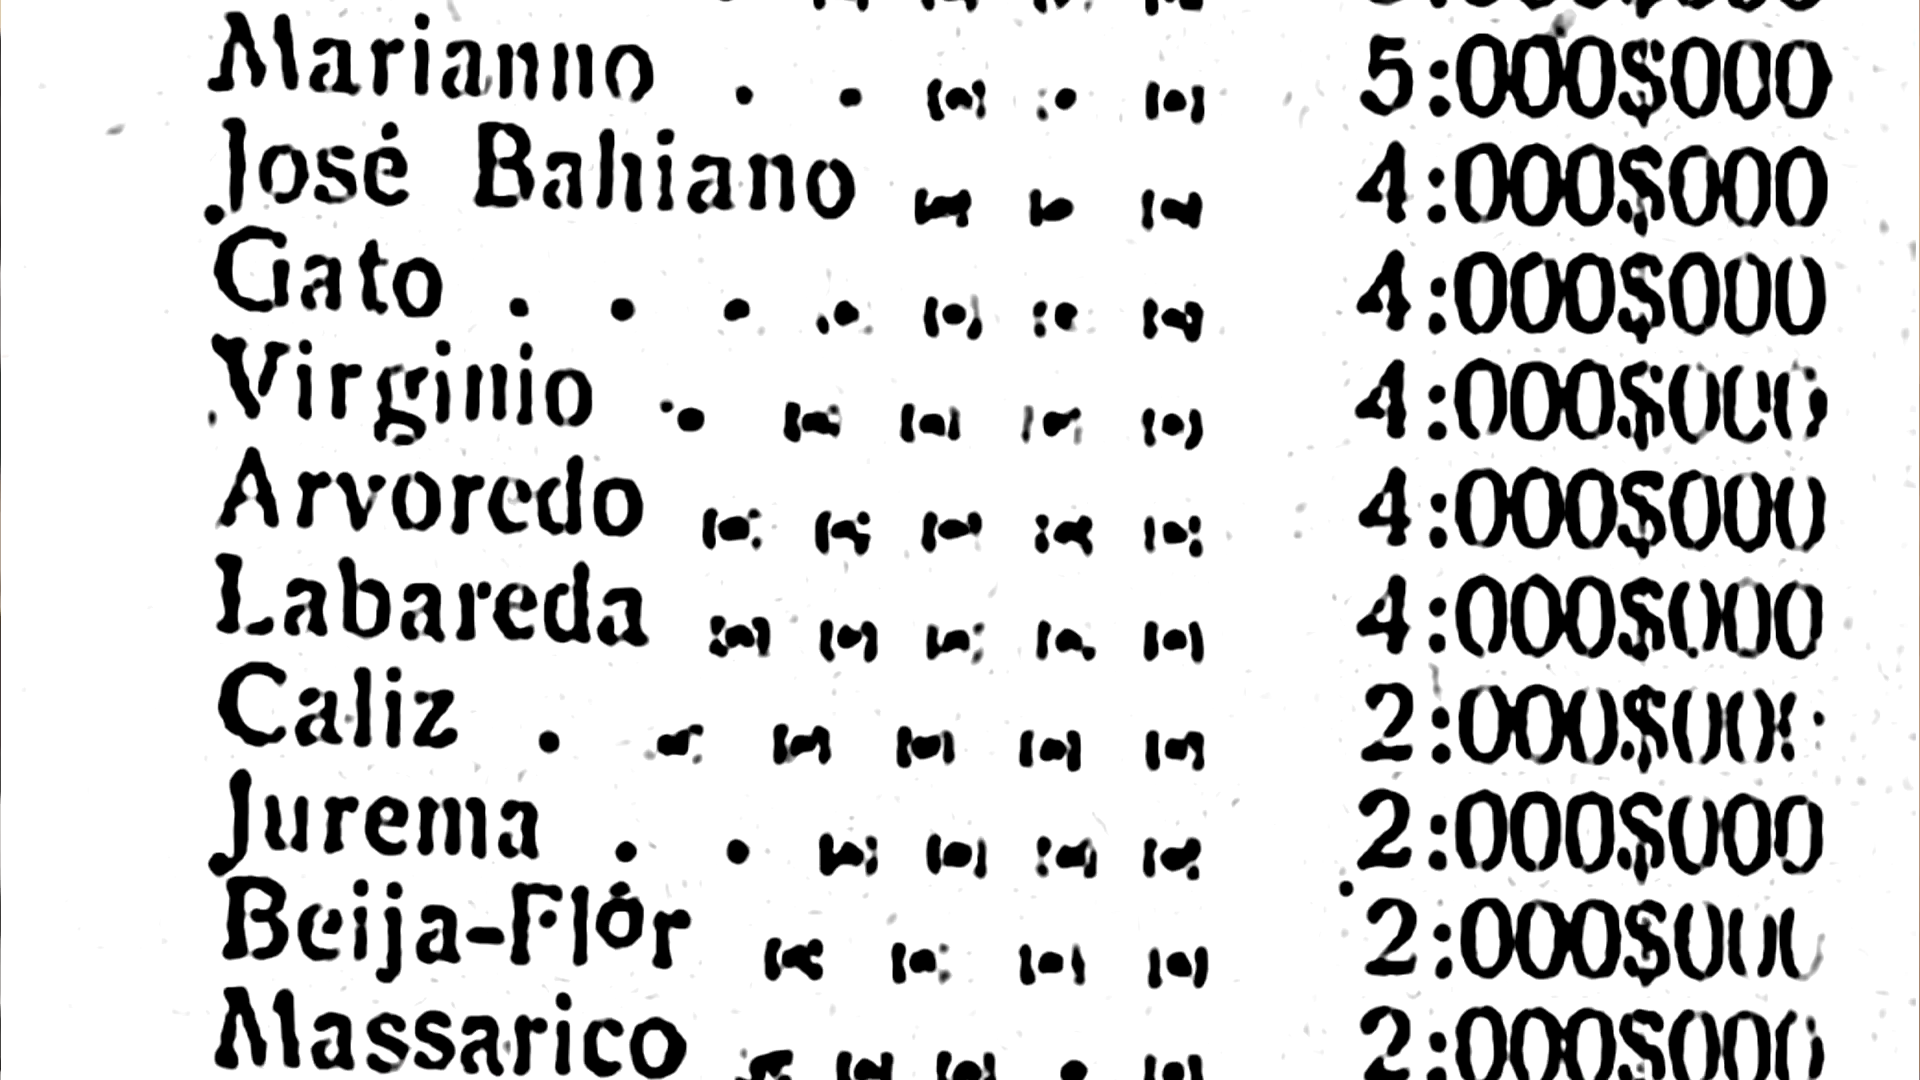 Marianno . . . . . 5:000$000
José Bahiano . . . 4:000$000
Gato . . . . . . . 4:000$000
Virginio . . . . . 4:000$000
Arvoredo . . . . . 4:000$000
Labareda . . . . . 4:000$000
Caliz . . . . . . 2:000$000
Jurema . . . . . . 2:000$000
Beija-Flôr . . . . 2:000$000
Massarico . . . . . 2:000$000